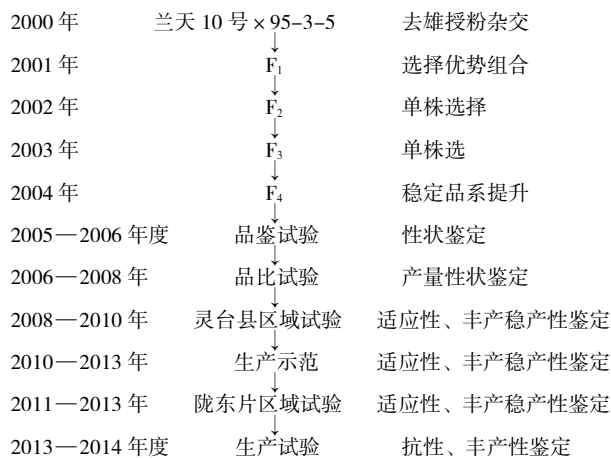 2000 年 兰天 10 号 × 95–3–5 去雄授粉杂交
2001 年 F₁ 选择优势组合
2002 年 F₂ 单株选择
2003 年 F₃ 单株选
2004 年 F₄ 稳定品系提升
2005—2006 年度 品鉴试验 性状鉴定
2006—2008 年 品比试验 产量性状鉴定
2008—2010 年 灵台县区域试验 适应性、丰产稳产性鉴定
2010—2013 年 生产示范 适应性、丰产稳产性鉴定
2011—2013 年 陇东片区域试验 适应性、丰产稳产性鉴定
2013—2014 年度 生产试验 抗性、丰产性鉴定